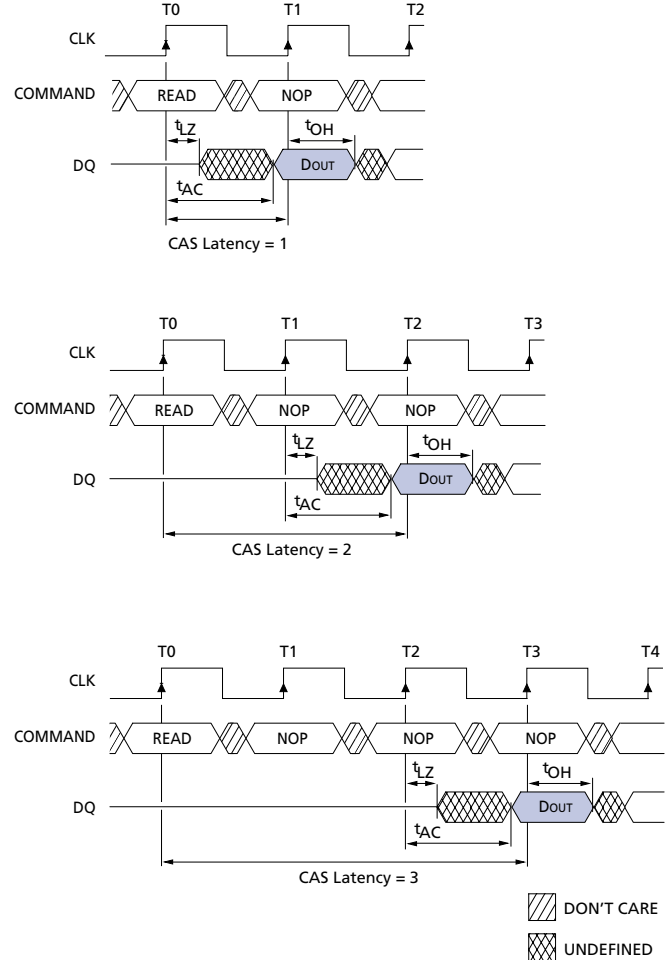 T0 T1 T2
CLK
COMMAND READ NOP
tLZ tOH
DQ DOUT
tAC
CAS Latency = 1
T0 T1 T2 T3
CLK
COMMAND READ NOP NOP
tLZ tOH
DQ DOUT
tAC
CAS Latency = 2
T0 T1 T2 T3 T4
CLK
COMMAND READ NOP NOP NOP
tLZ tOH
DQ DOUT
tAC
CAS Latency = 3
DON'T CARE
UNDEFINED